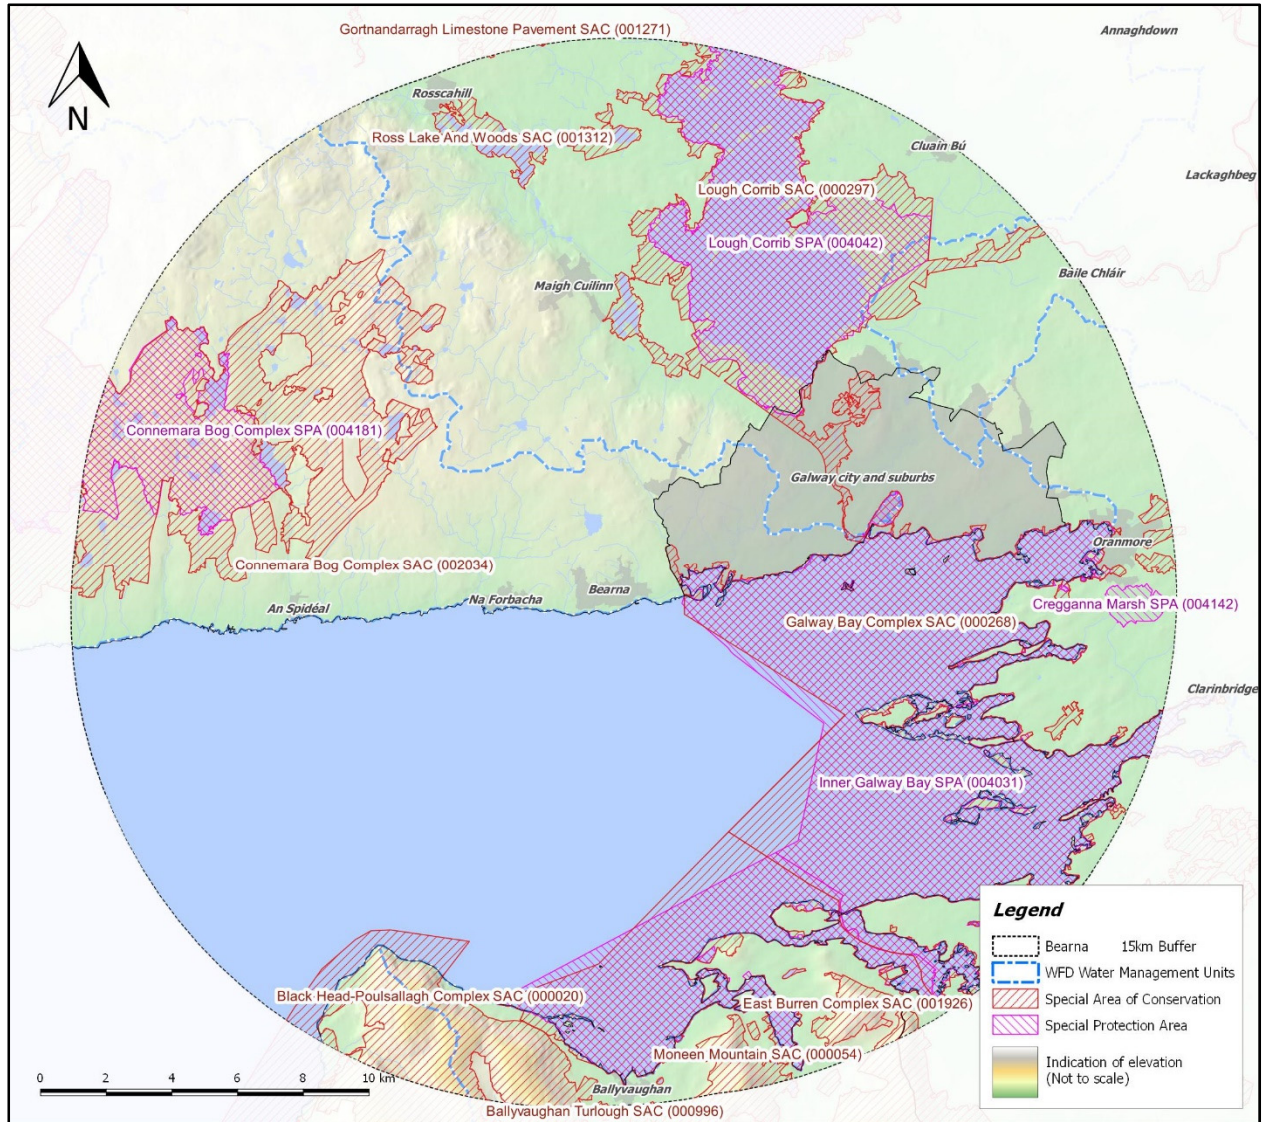 Gortnandarragh Limestone Pavement SAC (001271)
Annaghdown
N
Rosscahill
Ross Lake And Woods SAC (001312)
Cluain Bú
Lackaghbeg
Lough Corrib SAC (000297)
Lough Corrib SPA (004042)
Baile Chláir
Maigh Cuilinn
Connemara Bog Complex SPA (004181)
Galway city and suburbs
Oranmore
Connemara Bog Complex SAC (002034)
Bearna
Na Forbacha
An Spidéal
Cregganna Marsh SPA (004142)
Galway Bay Complex SAC (000268)
Clarinbridge
Inner Galway Bay SPA (004031)
Black Head-Poulsallagh Complex SAC (000020)
East Burren Complex SAC (001926)
Moneen Mountain SAC (000054)
Ballyvaughan
Ballyvaughan Turlough SAC (000996)
0 2 4 6 8 10 km
Legend
Bearna 15km Buffer
WFD Water Management Units
Special Area of Conservation
Special Protection Area
Indication of elevation
(Not to scale)